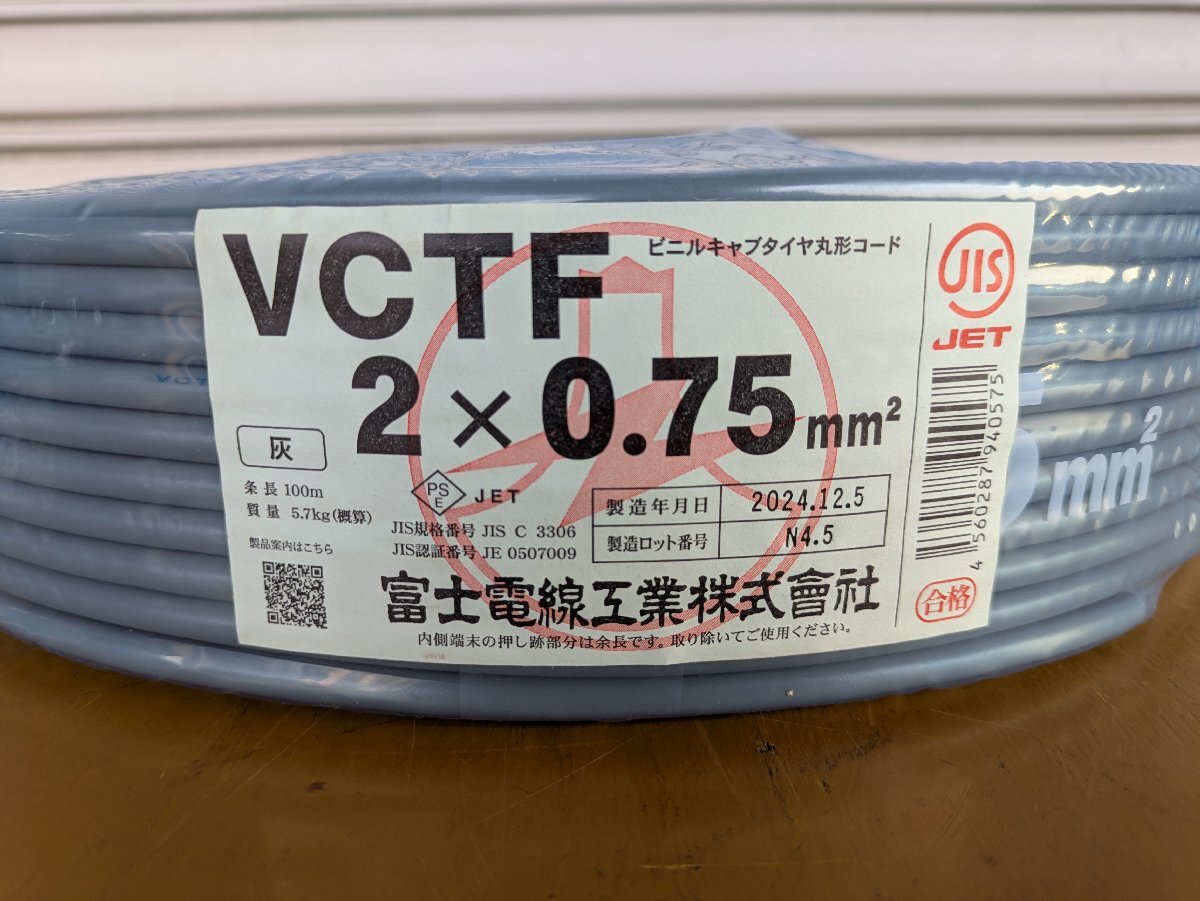 VCTF
ビニルキャブタイヤ丸形コード
2×0.75mm²
灰
条長 100m
質量 5.7kg(概算)
製品案内はこちら
PS
E
JET
JIS規格番号 JIS C 3306
JIS認証番号 JE 0507009
製造年月日 2024.12.5
製造ロット番号 N4.5
富士電線工業株式會社
内側端末の押し跡部分は余長です。取り除いてご使用ください。
JIS
JET
4560287940575
合格
VCT
5mm²